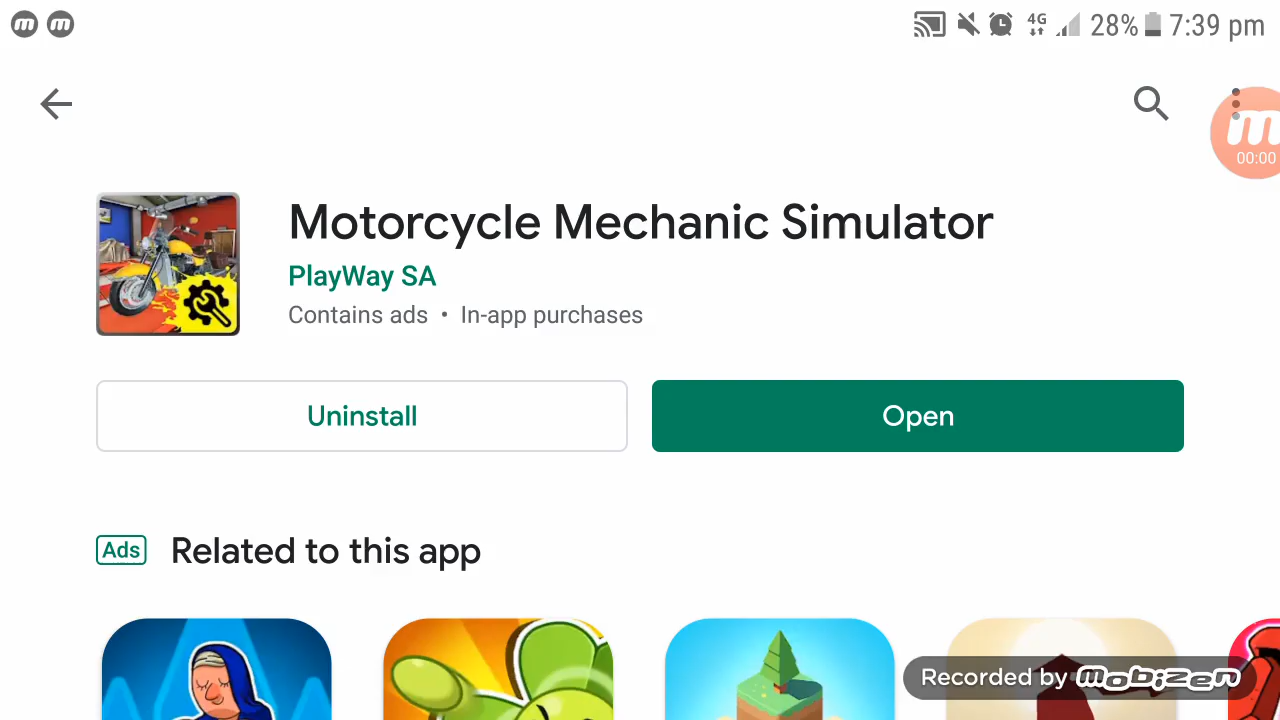 m m 4G 28% 7:39 pm
m
00:00
Motorcycle Mechanic Simulator
PlayWay SA
Contains ads • In-app purchases
Uninstall Open
Ads Related to this app
Recorded by mobizen